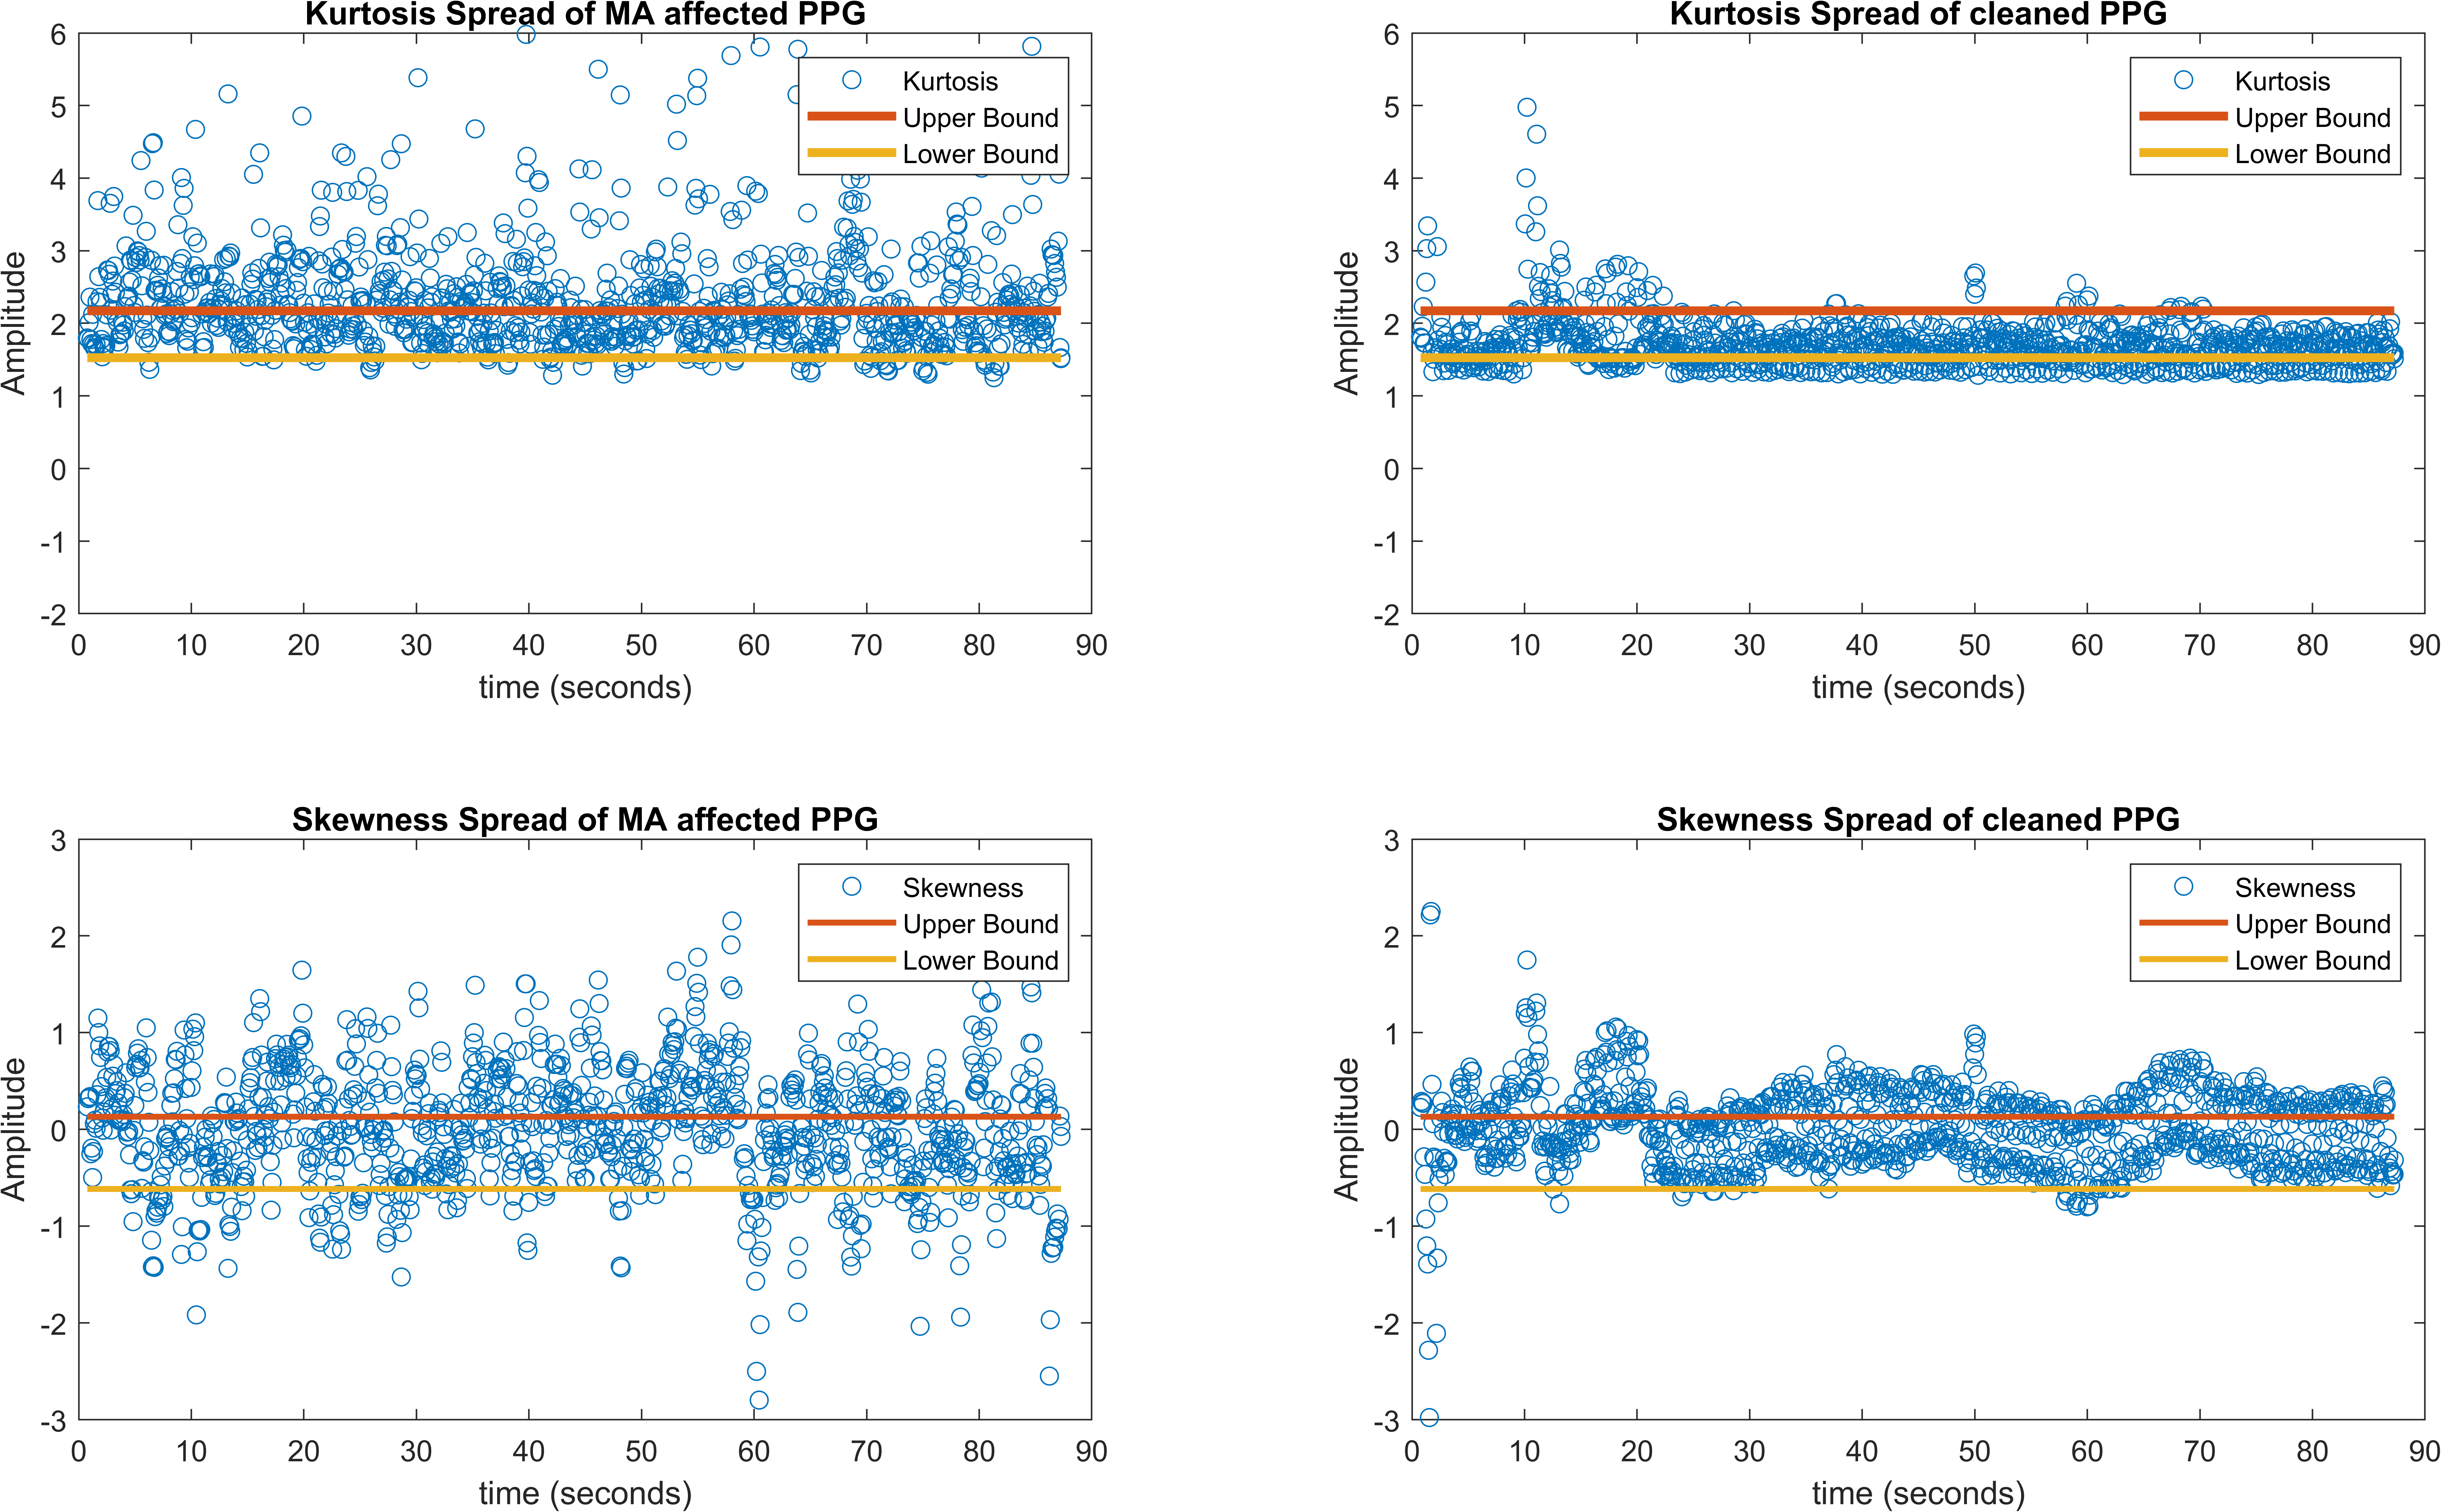 Kurtosis Spread of MA affected PPG
6
5
4
3
2
1
0
-1
-2
Amplitude
Kurtosis
Upper Bound
Lower Bound
0 10 20 30 40 50 60 70 80 90
time (seconds)
Kurtosis Spread of cleaned PPG
6
5
4
3
2
1
0
-1
-2
Amplitude
Kurtosis
Upper Bound
Lower Bound
0 10 20 30 40 50 60 70 80 90
time (seconds)
Skewness Spread of MA affected PPG
3
2
1
0
-1
-2
-3
Amplitude
Skewness
Upper Bound
Lower Bound
0 10 20 30 40 50 60 70 80 90
time (seconds)
Skewness Spread of cleaned PPG
3
2
1
0
-1
-2
-3
Amplitude
Skewness
Upper Bound
Lower Bound
0 10 20 30 40 50 60 70 80 90
time (seconds)